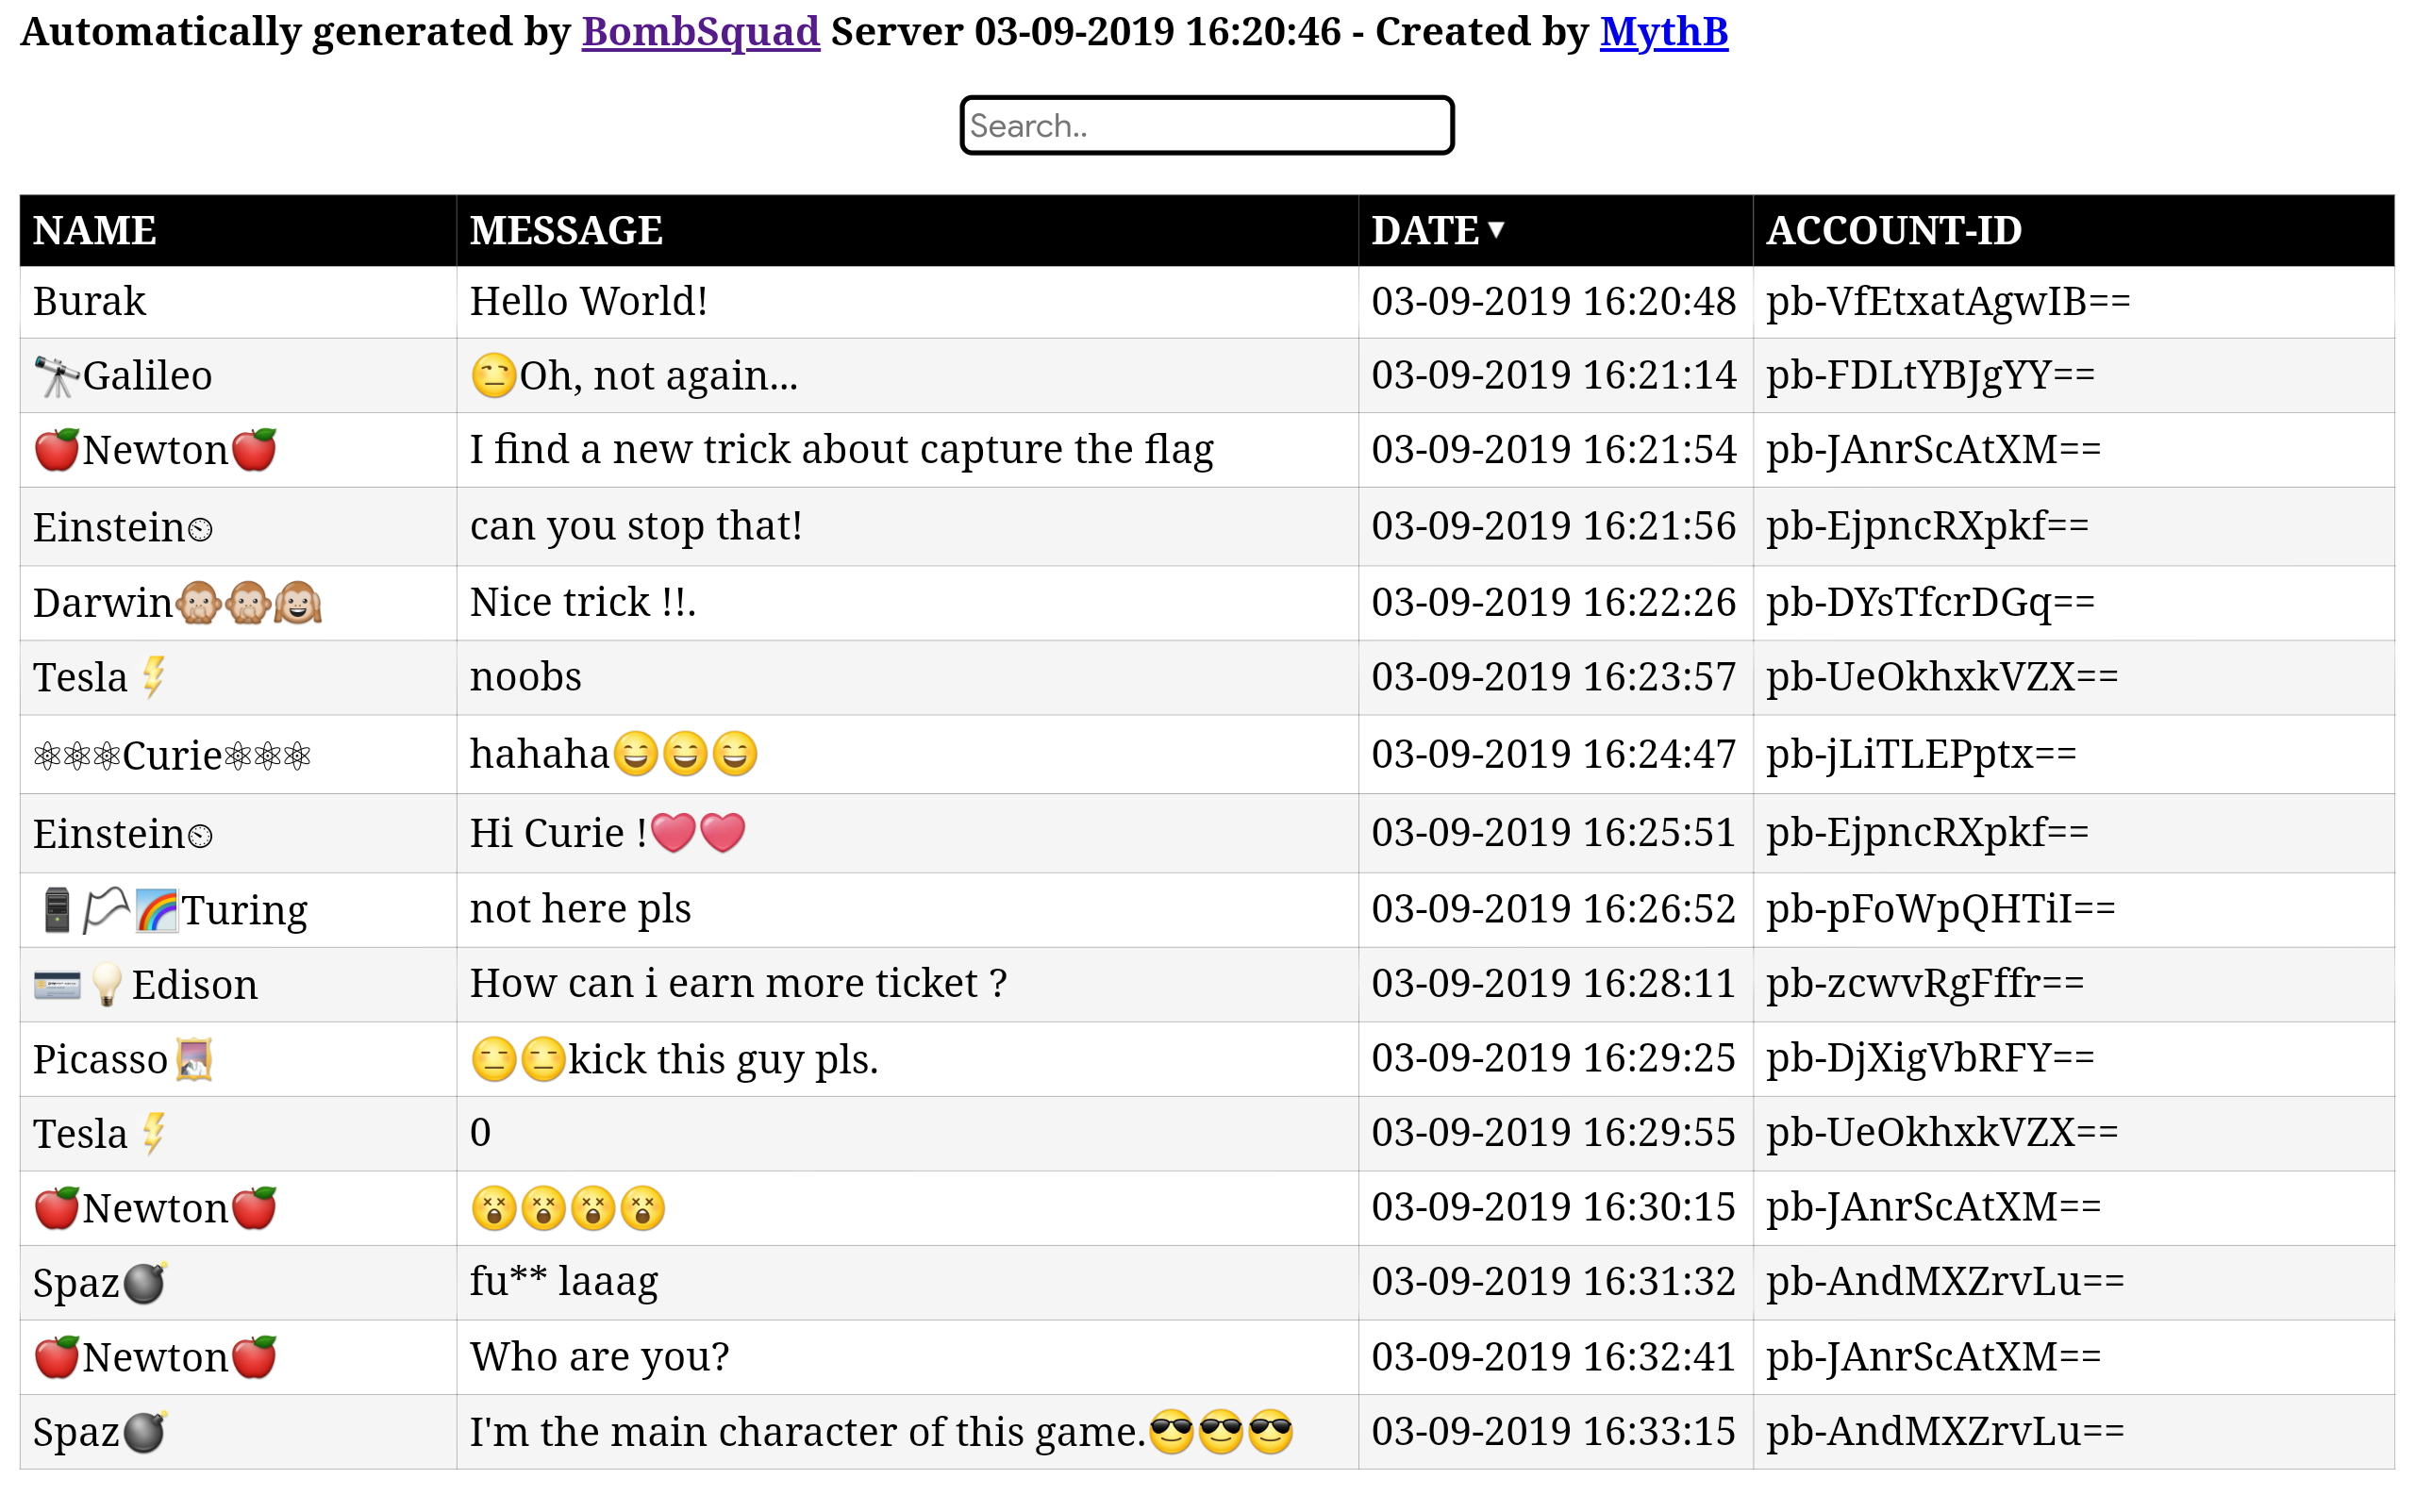 Automatically generated by BombSquad Server 03-09-2019 16:20:46 - Created by MythB
Search..
NAME MESSAGE DATE▼ ACCOUNT-ID
Burak Hello World! 03-09-2019 16:20:48 pb-VfEtxatAgwIB==
🔭Galileo 😒Oh, not again... 03-09-2019 16:21:14 pb-FDLtYBJgYY==
🍎Newton🍎 I find a new trick about capture the flag 03-09-2019 16:21:54 pb-JAnrScAtXM==
Einstein⏲ can you stop that! 03-09-2019 16:21:56 pb-EjpncRXpkf==
Darwin🙊🙊🙉 Nice trick !!. 03-09-2019 16:22:26 pb-DYsTfcrDGq==
Tesla⚡ noobs 03-09-2019 16:23:57 pb-UeOkhxkVZX==
⚛⚛⚛Curie⚛⚛⚛ hahaha😄😄😄 03-09-2019 16:24:47 pb-jLiTLEPptx==
Einstein⏲ Hi Curie !❤❤ 03-09-2019 16:25:51 pb-EjpncRXpkf==
🖥🏳🌈Turing not here pls 03-09-2019 16:26:52 pb-pFoWpQHTiI==
💳💡Edison How can i earn more ticket ? 03-09-2019 16:28:11 pb-zcwvRgFffr==
Picasso🖼 😑😑kick this guy pls. 03-09-2019 16:29:25 pb-DjXigVbRFY==
Tesla⚡ 0 03-09-2019 16:29:55 pb-UeOkhxkVZX==
🍎Newton🍎 😵😵😵😵 03-09-2019 16:30:15 pb-JAnrScAtXM==
Spaz💣 fu** laaag 03-09-2019 16:31:32 pb-AndMXZrvLu==
🍎Newton🍎 Who are you? 03-09-2019 16:32:41 pb-JAnrScAtXM==
Spaz💣 I'm the main character of this game.😎😎😎 03-09-2019 16:33:15 pb-AndMXZrvLu==